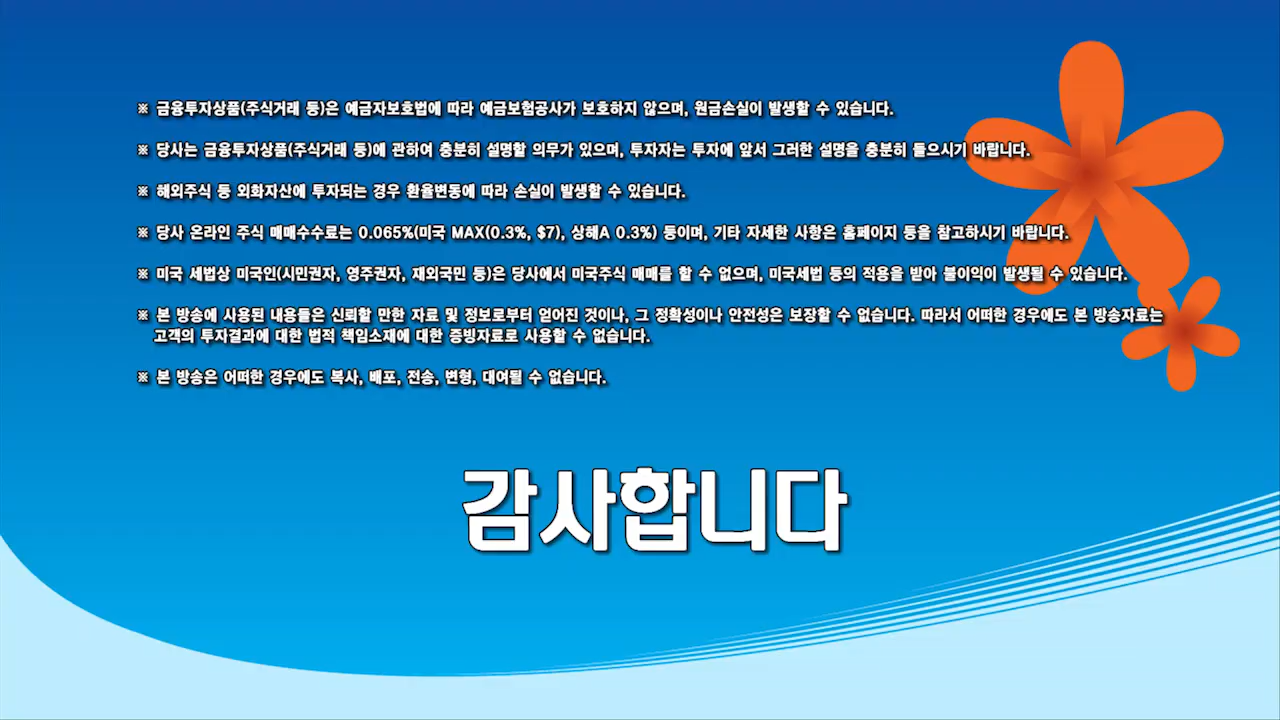 ※ 금융투자상품(주식거래 등)은 예금자보호법에 따라 예금보험공사가 보호하지 않으며, 원금손실이 발생할 수 있습니다.
※ 당사는 금융투자상품(주식거래 등)에 관하여 충분히 설명할 의무가 있으며, 투자자는 투자에 앞서 그러한 설명을 충분히 들으시기 바랍니다.
※ 해외주식 등 외화자산에 투자되는 경우 환율변동에 따라 손실이 발생할 수 있습니다.
※ 당사 온라인 주식 매매수수료는 0.065%(미국 MAX(0.3%, $7), 상해A 0.3%) 등이며, 기타 자세한 사항은 홈페이지 등을 참고하시기 바랍니다.
※ 미국 세법상 미국인(시민권자, 영주권자, 재외국민 등)은 당사에서 미국주식 매매를 할 수 없으며, 미국세법 등의 적용을 받아 불이익이 발생될 수 있습니다.
※ 본 방송에 사용된 내용들은 신뢰할 만한 자료 및 정보로부터 얻어진 것이나, 그 정확성이나 안전성은 보장할 수 없습니다. 따라서 어떠한 경우에도 본 방송자료는
고객의 투자결과에 대한 법적 책임소재에 대한 증빙자료로 사용할 수 없습니다.
※ 본 방송은 어떠한 경우에도 복사, 배포, 전송, 변형, 대여될 수 없습니다.
감사합니다